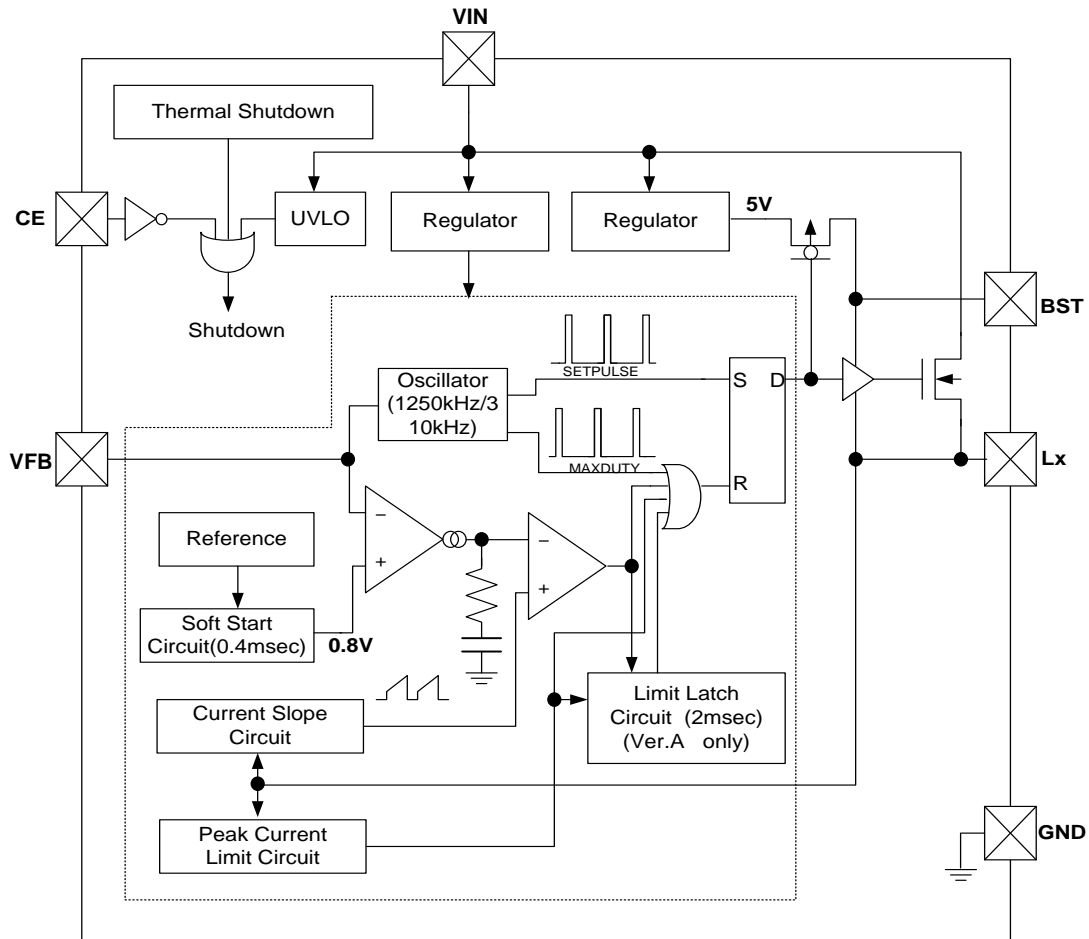 VIN
Thermal Shutdown
CE
UVLO
Regulator
Regulator
5V
Shutdown
BST
SETPULSE
Oscillator
(1250kHz/3
10kHz)
S
D
MAXDUTY
R
VFB
Lx
−
+
−
+
Reference
Soft Start
Circuit(0.4msec)
0.8V
Current Slope
Circuit
Limit Latch
Circuit (2msec)
(Ver.A only)
Peak Current
Limit Circuit
GND